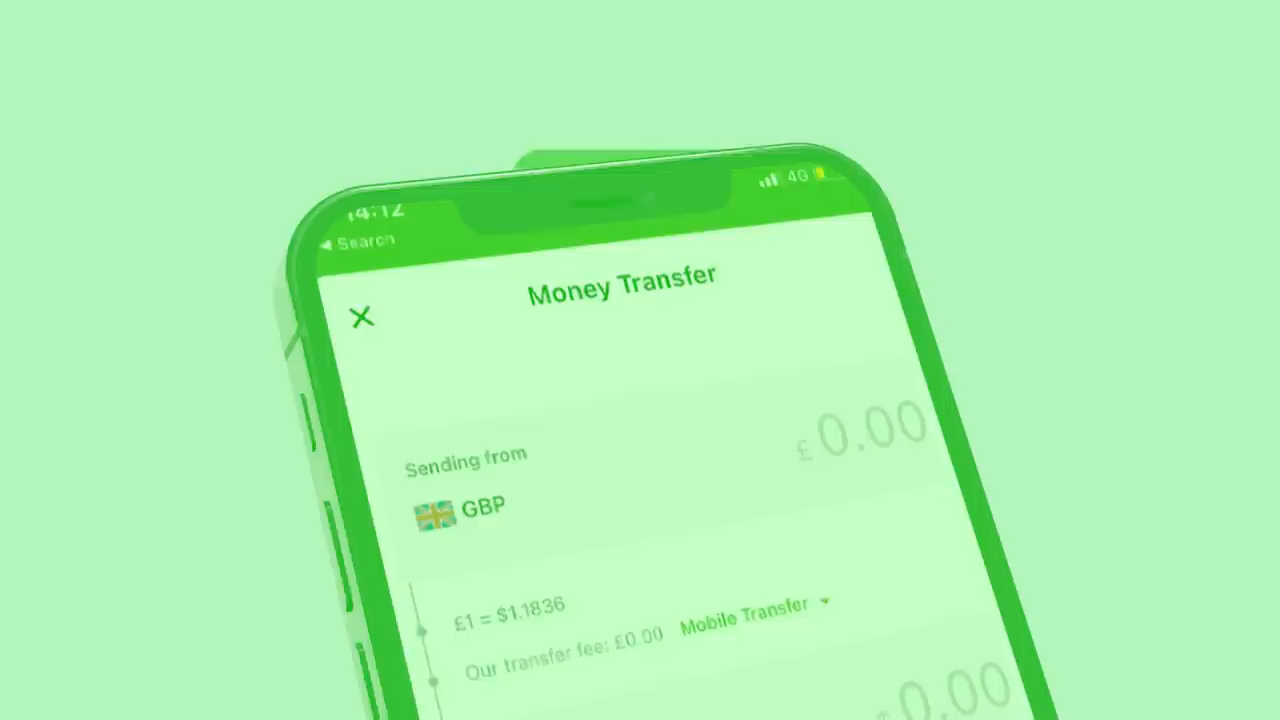 14:12
4G
◀ Search
Money Transfer
£0.00
Sending from
GBP
£1 = $1.1836
Our transfer fee: £0.00 Mobile Transfer
0.00